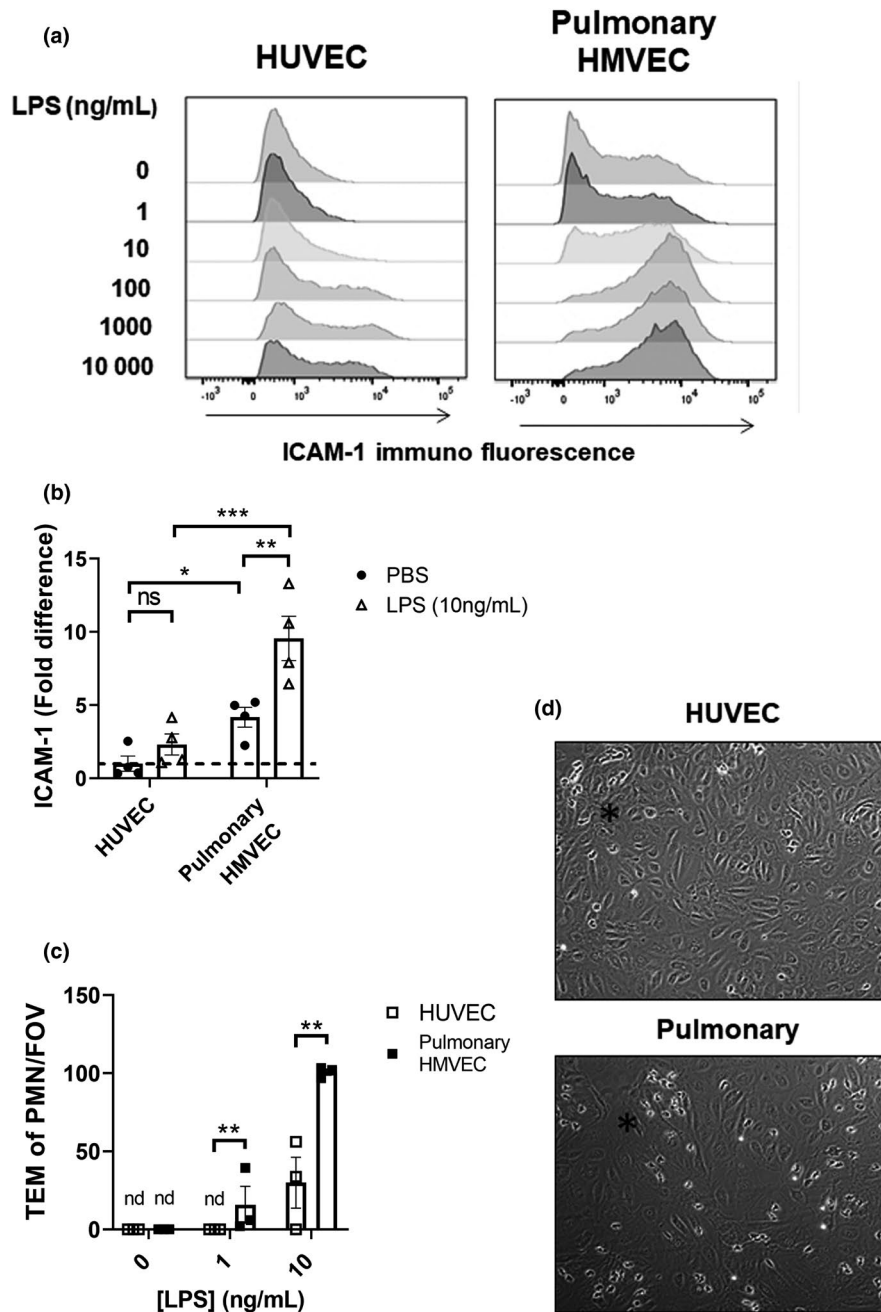 (a)
HUVEC
Pulmonary
HMVEC
LPS (ng/mL)
0
1
10
100
1000
10 000
-10³ 0 10³ 10⁴ 10⁵
-10³ 0 10³ 10⁴ 10⁵
ICAM-1 immuno fluorescence
(b)
ICAM-1 (Fold difference)
15
10
5
0
***
**
*
ns
HUVEC
Pulmonary
HMVEC
PBS
LPS (10ng/mL)
(c)
TEM of PMN/FOV
150
100
50
0
nd nd nd
**
**
0 1 10
[LPS] (ng/mL)
HUVEC
Pulmonary
HMVEC
(d)
HUVEC
*
Pulmonary
*